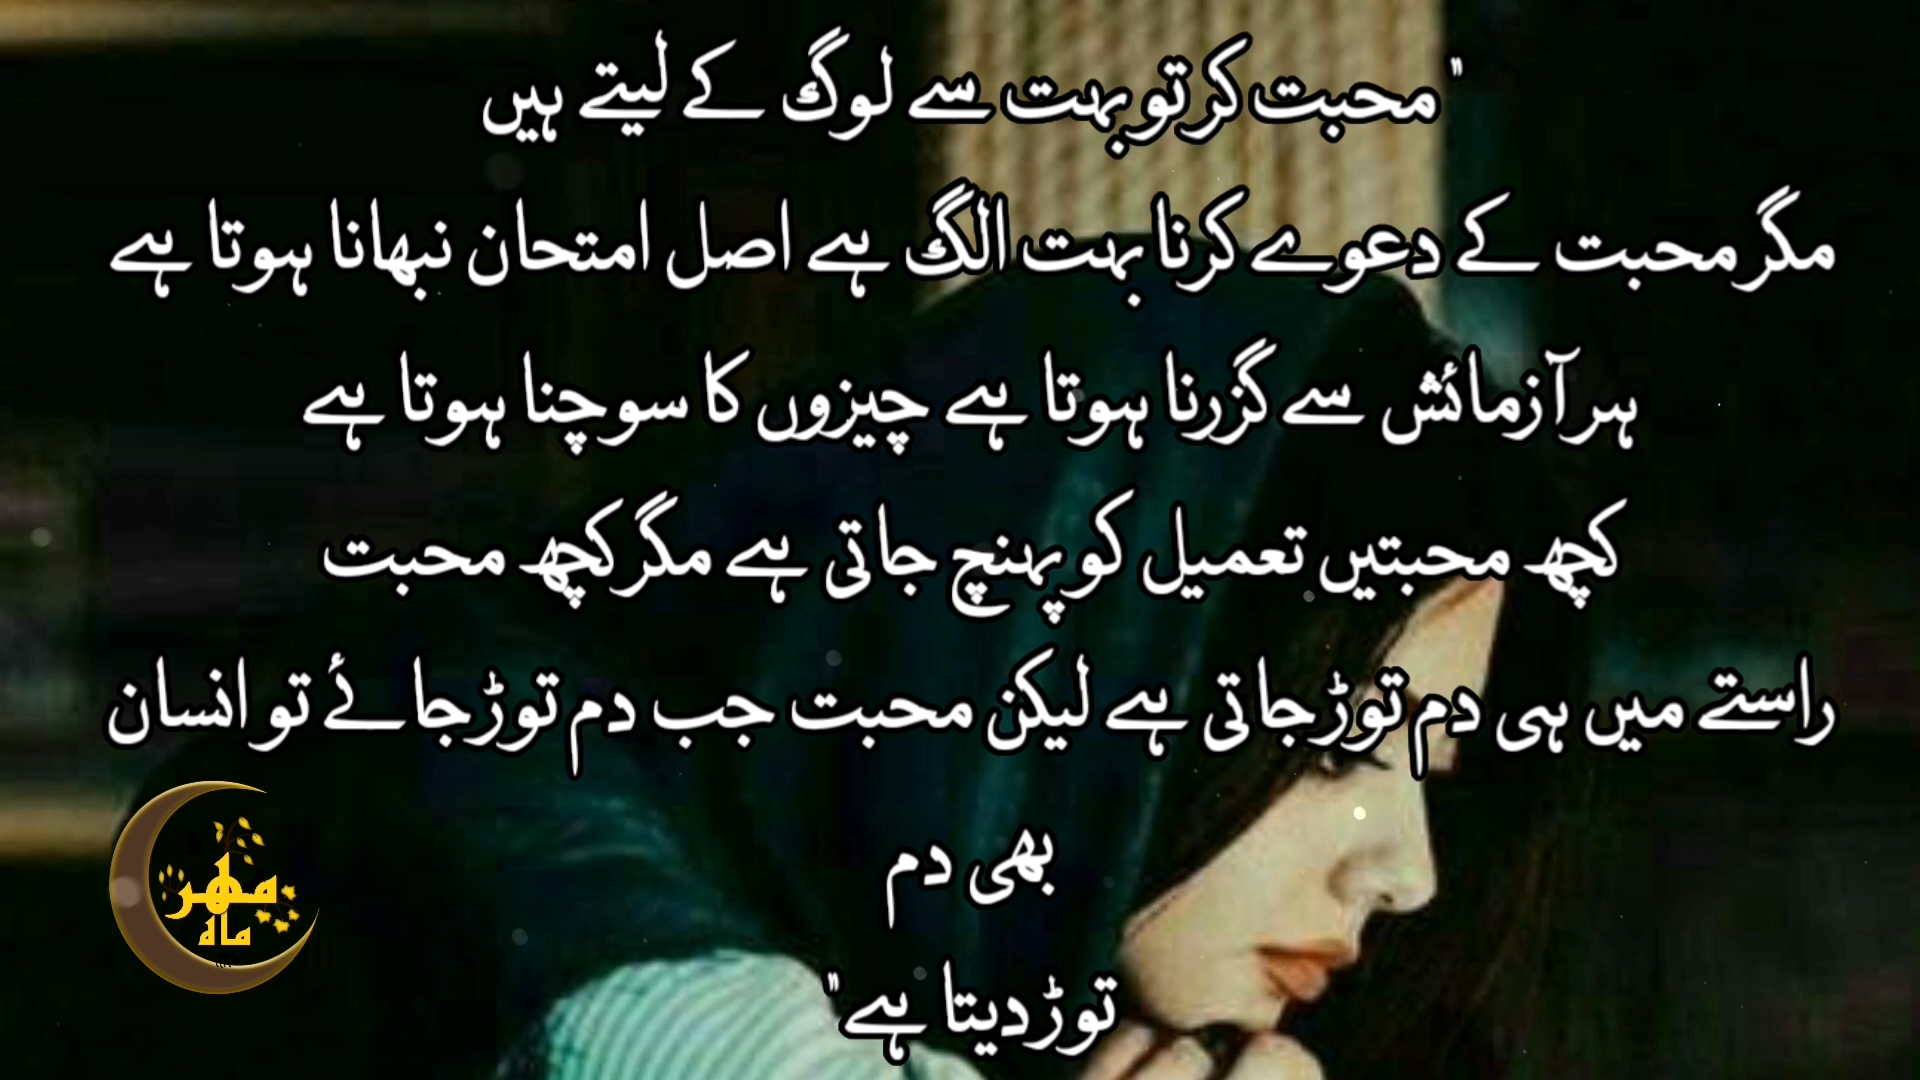 "محبت کر تو بہت سے لوگ کے لیتے ہیں
مگر محبت کے دعوے کرنا بہت الگ ہے اصل امتحان نبھانا ہوتا ہے
ہر آزمائش سے گزرنا ہوتا ہے چیزوں کا سوچنا ہوتا ہے
کچھ محبتیں تعمیل کو پہنچ جاتی ہے مگر کچھ محبت
راستے میں ہی دم توڑ جاتی ہے لیکن محبت جب دم توڑ جائے تو انسان
بھی دم
توڑ دیتا ہے"
مہر
ماہ